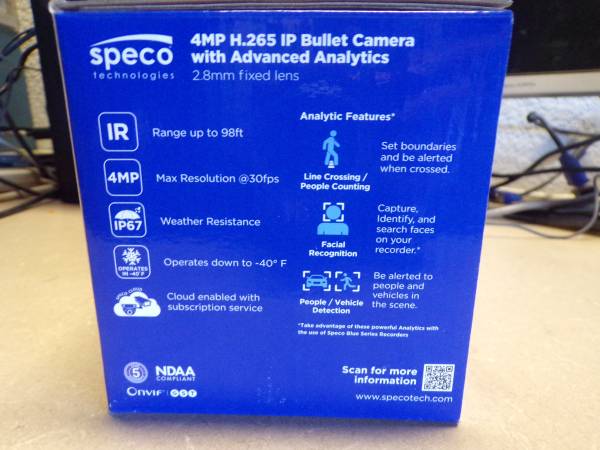 speco
technologies
4MP H.265 IP Bullet Camera
with Advanced Analytics
2.8mm fixed lens
IR
Range up to 98ft
4MP
Max Resolution @30fps
IP67
Weather Resistance
OPERATES
IN -40°F
Operates down to -40° F
SPECO CLOUD
Cloud enabled with
subscription service
Analytic Features*
Line Crossing /
People Counting
Set boundaries
and be alerted
when crossed.
Facial
Recognition
Capture,
Identify, and
search faces
on your
recorder.*
People / Vehicle
Detection
Be alerted to
people and
vehicles in
the scene.
*Take advantage of these powerful Analytics with
the use of Speco Blue Series Recorders
5
NDAA
COMPLIANT
ONVIF | G S T
Scan for more
information
www.specotech.com